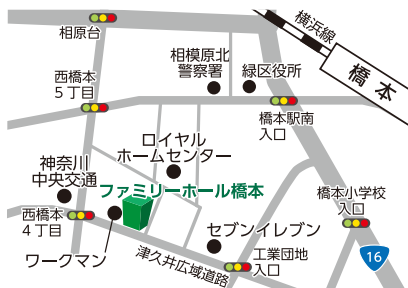 横浜線
相原台
橋本
相模原北
警察署
緑区役所
西橋本
5丁目
橋本駅南
入口
ロイヤル
ホームセンター
神奈川
中央交通
ファミリーホール橋本
橋本小学校
入口
西橋本
4丁目
セブンイレブン
ワークマン
津久井広域道路
工業団地
入口
16